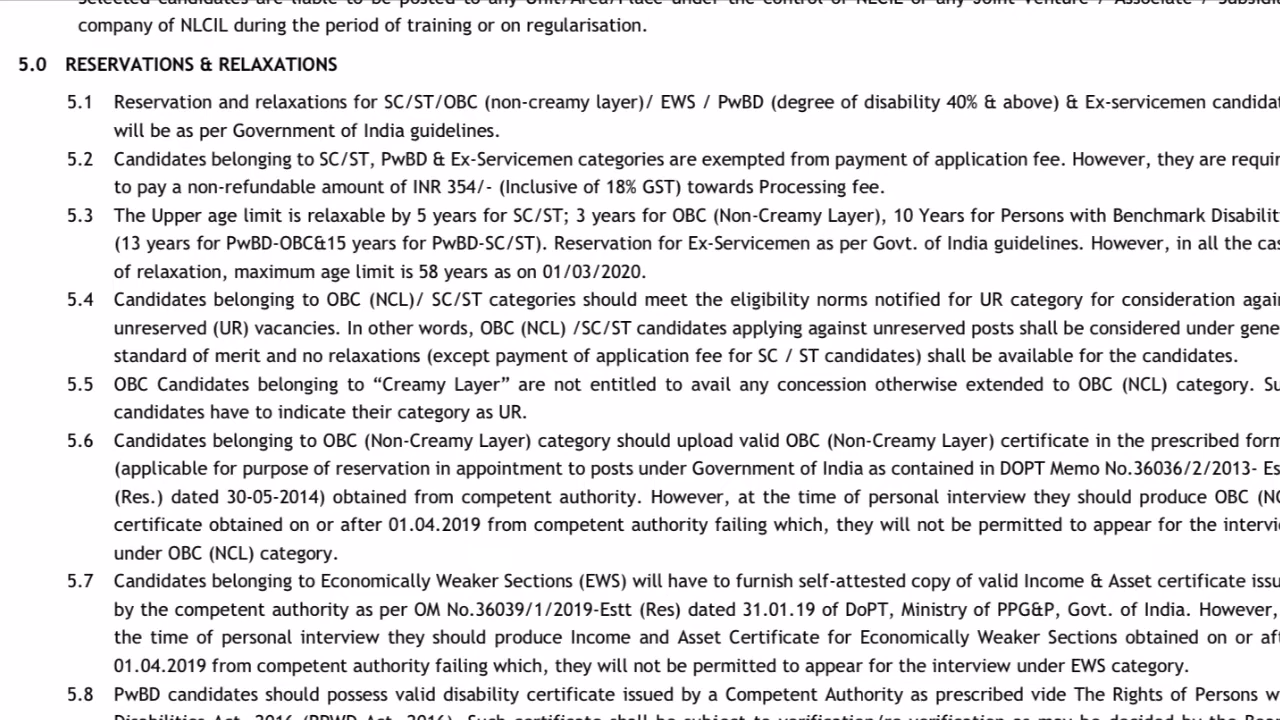 company of NLCIL during the period of training or on regularisation.
5.0 RESERVATIONS & RELAXATIONS
5.1 Reservation and relaxations for SC/ST/OBC (non-creamy layer)/ EWS / PwBD (degree of disability 40% & above) & Ex-servicemen
will be as per Government of India guidelines.
5.2 Candidates belonging to SC/ST, PwBD & Ex-Servicemen categories are exempted from payment of application fee. However, they are
to pay a non-refundable amount of INR 354/- (Inclusive of 18% GST) towards Processing fee.
5.3 The Upper age limit is relaxable by 5 years for SC/ST; 3 years for OBC (Non-Creamy Layer), 10 Years for Persons with Benchmark
(13 years for PwBD-OBC&15 years for PwBD-SC/ST). Reservation for Ex-Servicemen as per Govt. of India guidelines. However, in all the
of relaxation, maximum age limit is 58 years as on 01/03/2020.
5.4 Candidates belonging to OBC (NCL)/ SC/ST categories should meet the eligibility norms notified for UR category for consideration
unreserved (UR) vacancies. In other words, OBC (NCL) /SC/ST candidates applying against unreserved posts shall be considered under
standard of merit and no relaxations (except payment of application fee for SC / ST candidates) shall be available for the candidates.
5.5 OBC Candidates belonging to “Creamy Layer” are not entitled to avail any concession otherwise extended to OBC (NCL) category.
candidates have to indicate their category as UR.
5.6 Candidates belonging to OBC (Non-Creamy Layer) category should upload valid OBC (Non-Creamy Layer) certificate in the prescribed
(applicable for purpose of reservation in appointment to posts under Government of India as contained in DOPT Memo No.36036/2/2013-
(Res.) dated 30-05-2014) obtained from competent authority. However, at the time of personal interview they should produce OBC
certificate obtained on or after 01.04.2019 from competent authority failing which, they will not be permitted to appear for the
under OBC (NCL) category.
5.7 Candidates belonging to Economically Weaker Sections (EWS) will have to furnish self-attested copy of valid Income & Asset certificate
by the competent authority as per OM No.36039/1/2019-Estt (Res) dated 31.01.19 of DoPT, Ministry of PPG&P, Govt. of India. However,
the time of personal interview they should produce Income and Asset Certificate for Economically Weaker Sections obtained on or
01.04.2019 from competent authority failing which, they will not be permitted to appear for the interview under EWS category.
5.8 PwBD candidates should possess valid disability certificate issued by a Competent Authority as prescribed vide The Rights of Persons